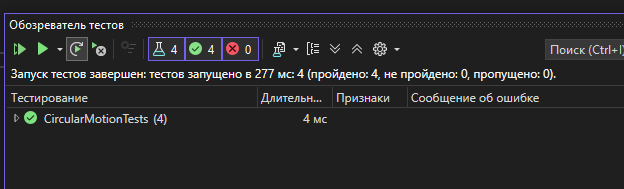 Обозреватель тестов
4 4 0 Поиск (Ctrl+I)
Запуск тестов завершен: тестов запущено в 277 мс: 4 (пройдено: 4, не пройдено: 0, пропущено: 0).
Тестирование Длительн... Признаки Сообщение об ошибке
CircularMotionTests (4) 4 мс